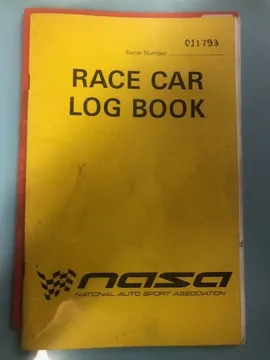 011793
Serial Number
RACE CAR
LOG BOOK
nasa
NATIONAL AUTO SPORT ASSOCIATION